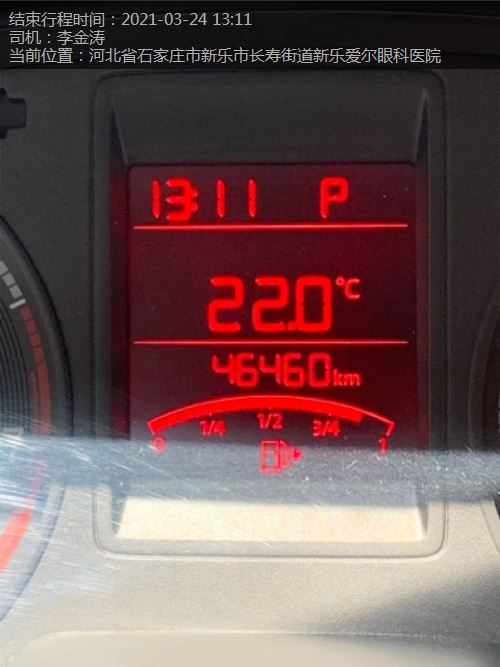 结束行程时间：2021-03-24 13:11
司机：李金涛
当前位置：河北省石家庄市新乐市长寿街道新乐爱尔眼科医院
13:11 P
22.0℃
46460km
0 1/4 1/2 3/4 1